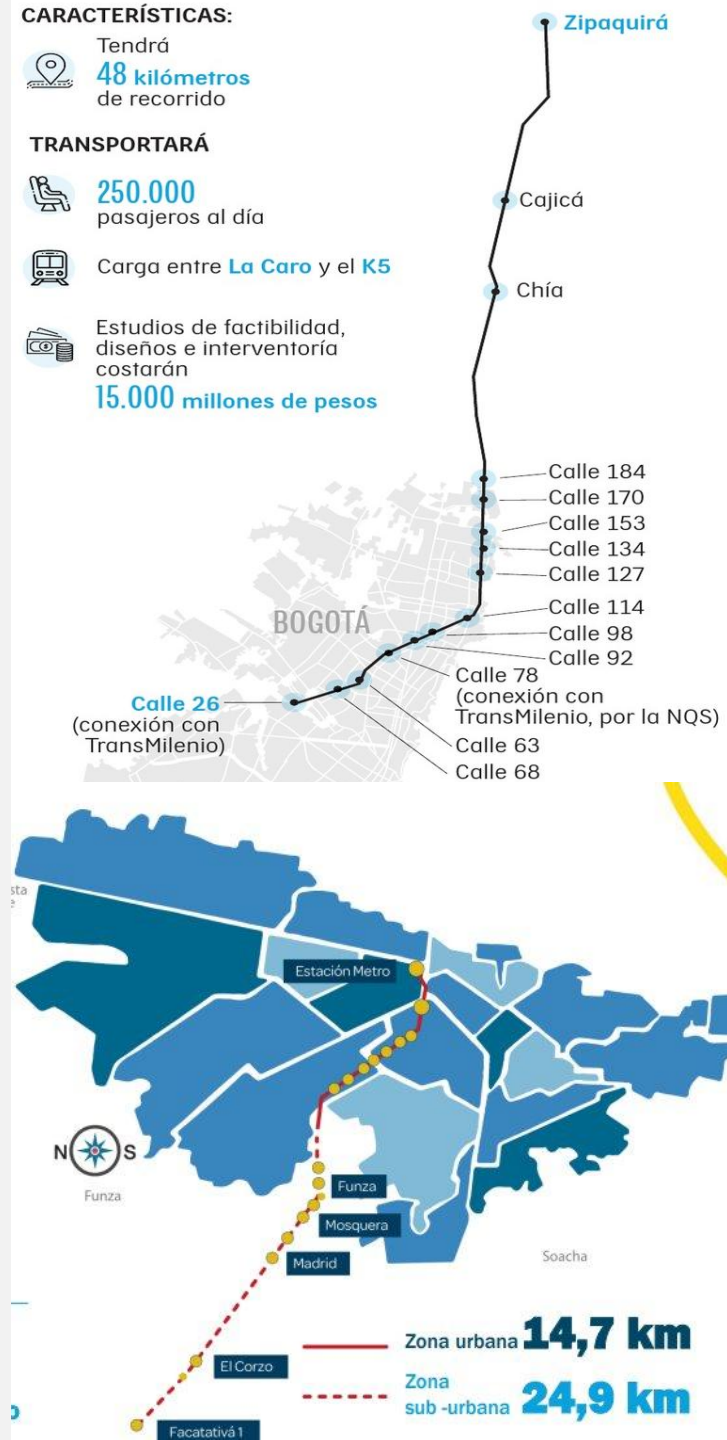 CARACTERÍSTICAS:
Tendrá
48 kilómetros
de recorrido
TRANSPORTARÁ
250.000
pasajeros al día
Carga entre La Caro y el K5
Estudios de factibilidad,
diseños e interventoría
costarán
15.000 millones de pesos
Zipaquirá
Cajicá
Chía
Calle 184
Calle 170
Calle 153
Calle 134
Calle 127
Calle 114
Calle 98
Calle 92
Calle 78
(conexión con
TransMilenio, por la NQS)
Calle 63
Calle 68
BOGOTÁ
Calle 26
(conexión con
TransMilenio)
Estación Metro
N S
Funza
Funza
Mosquera
Madrid
Soacha
El Corzo
Facatativá 1
Zona urbana 14,7 km
Zona
sub -urbana 24,9 km